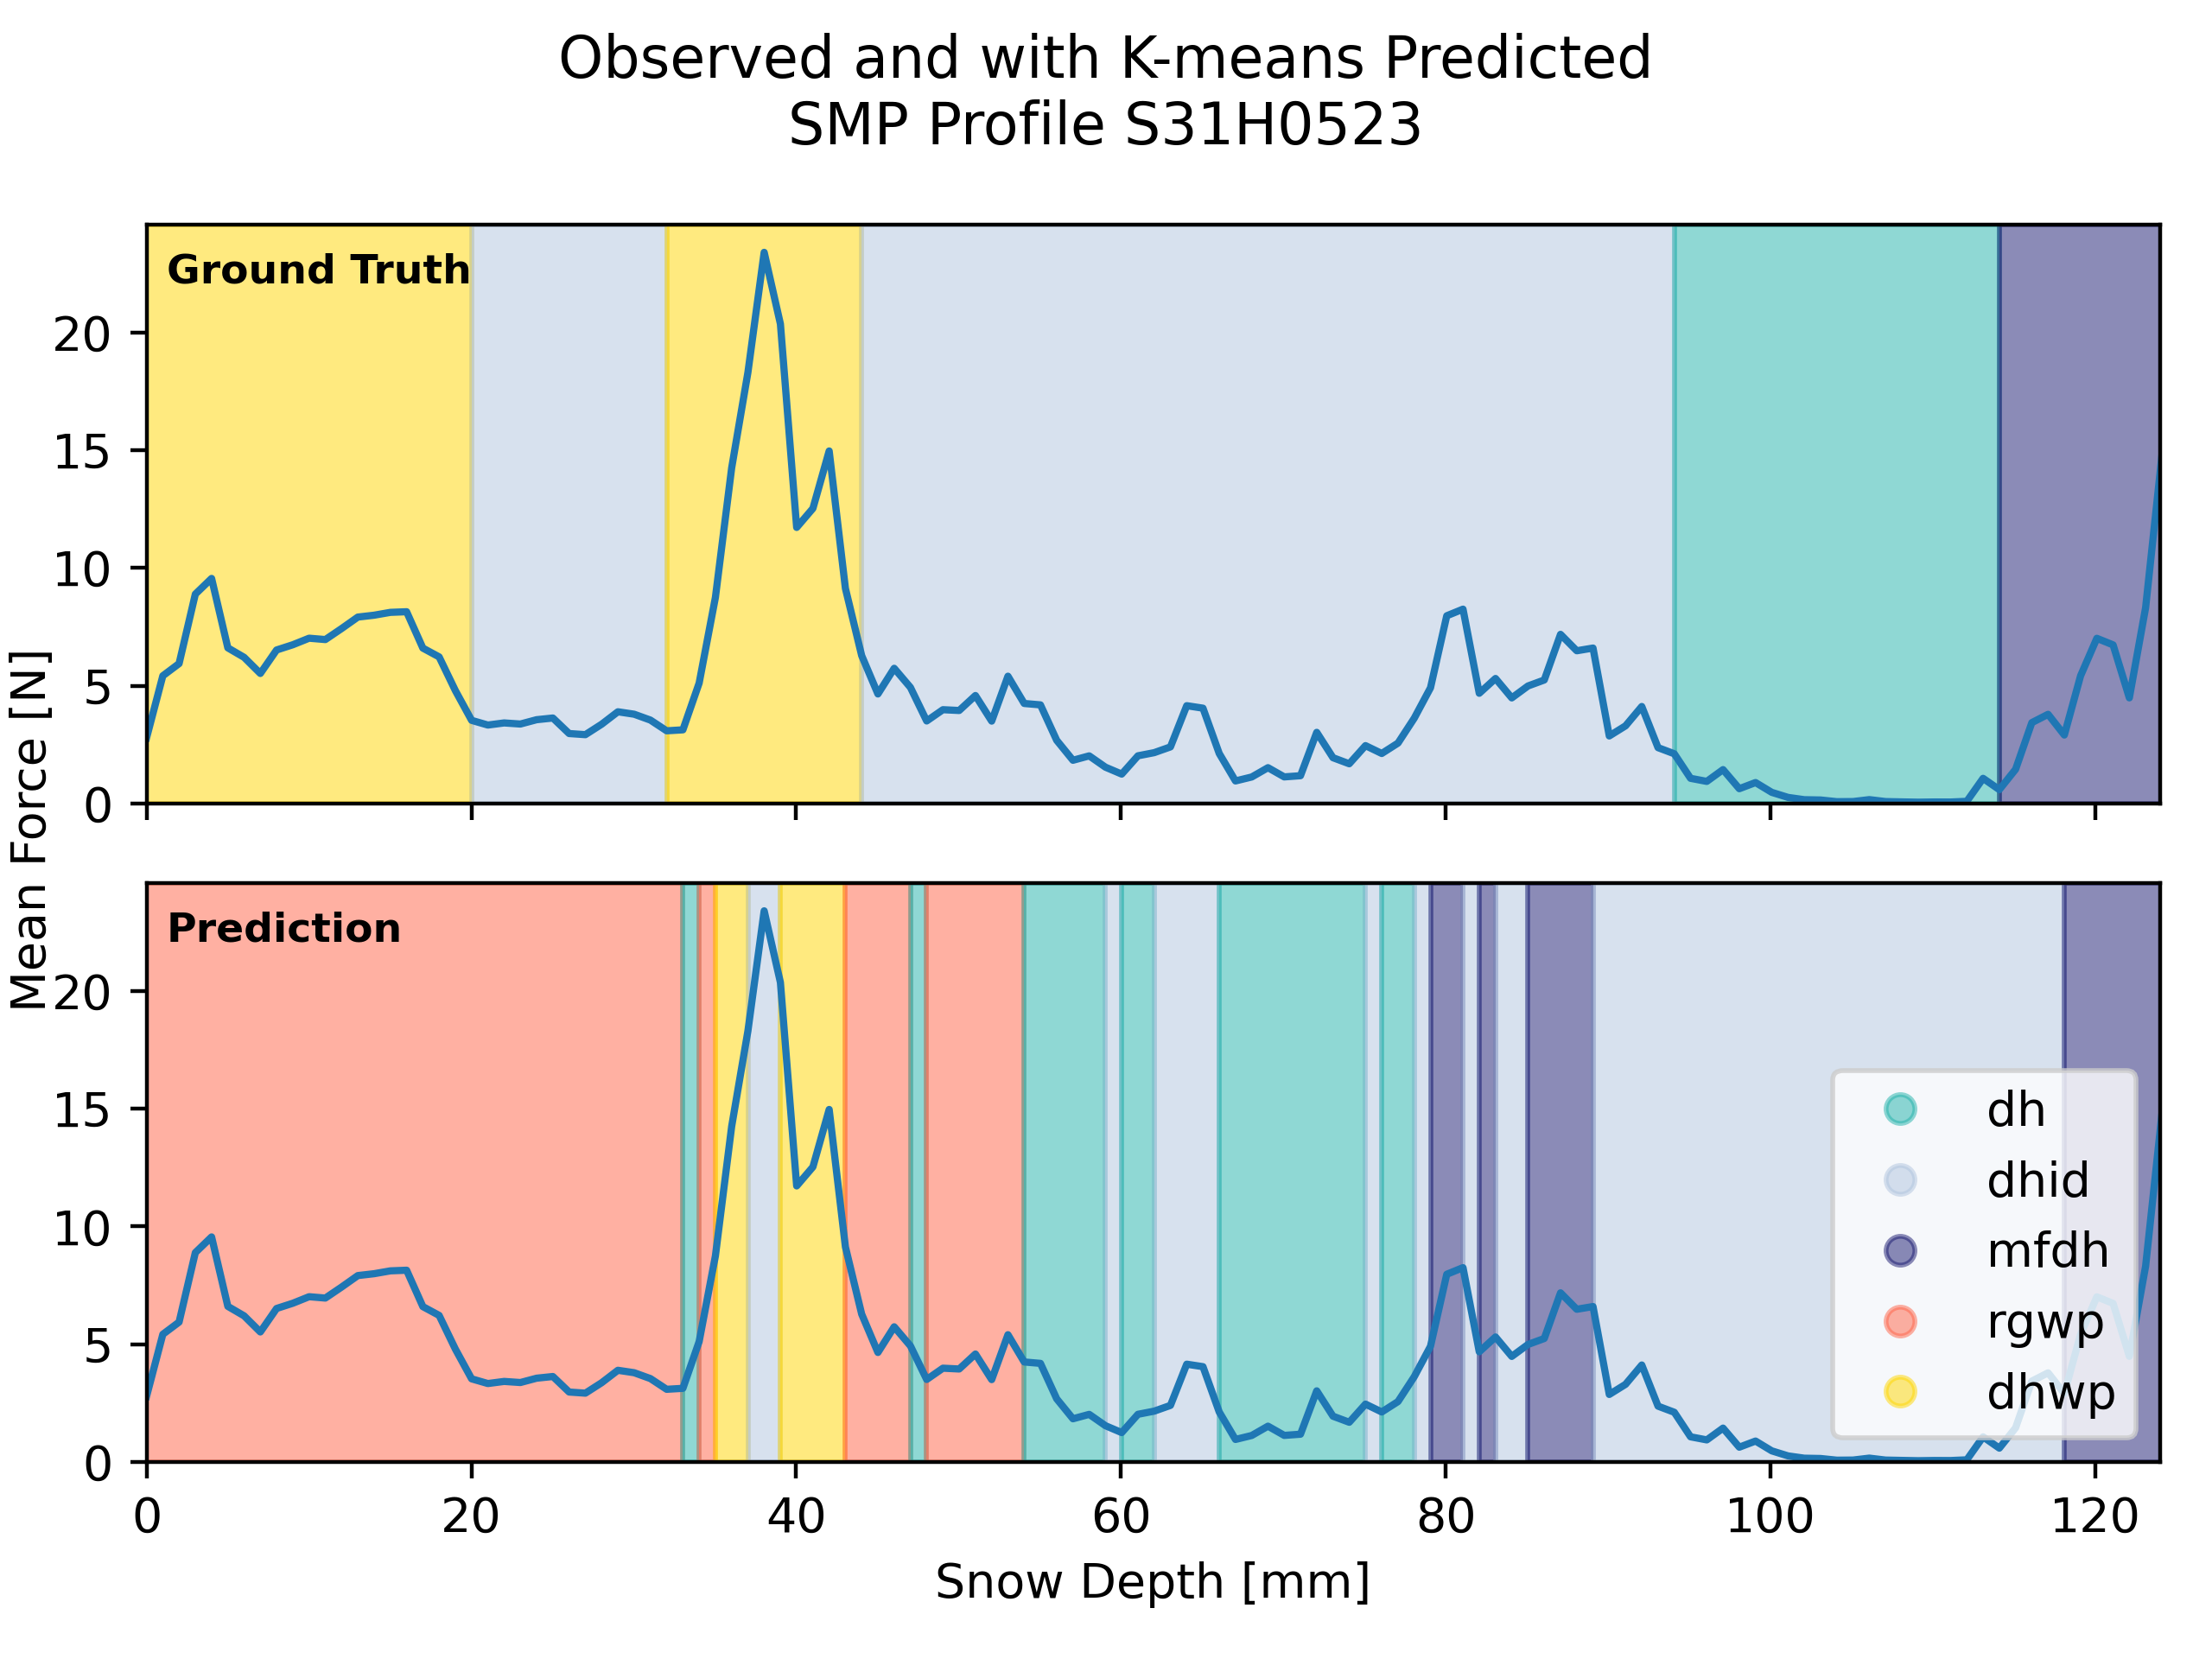 Observed and with K-means Predicted
SMP Profile S31H0523
Ground Truth
20
15
10
5
0
Mean Force [N]
Prediction
20
15
10
5
0
dh
dhid
mfdh
rgwp
dhwp
0 20 40 60 80 100 120
Snow Depth [mm]